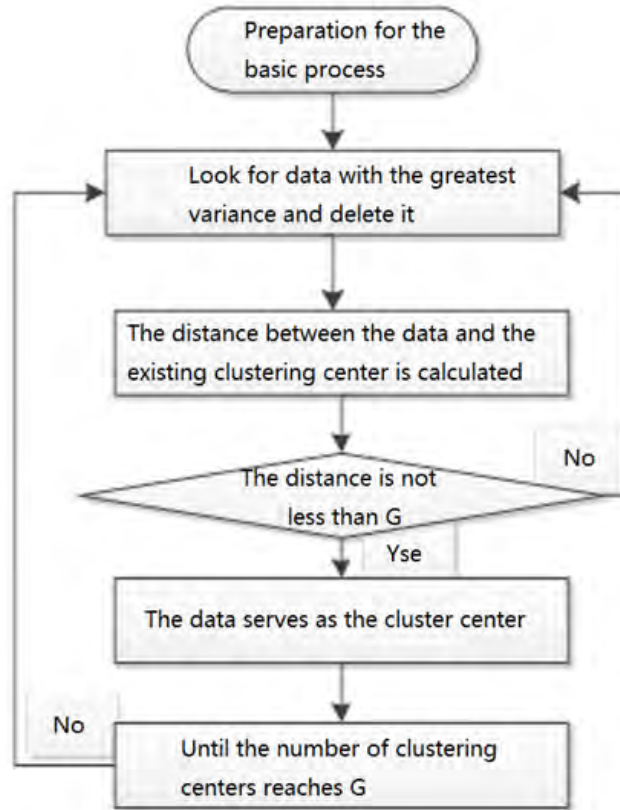 Preparation for the
basic process
Look for data with the greatest
variance and delete it
The distance between the data and the
existing clustering center is calculated
No
The distance is not
less than G
Yse
The data serves as the cluster center
No
Until the number of clustering
centers reaches G